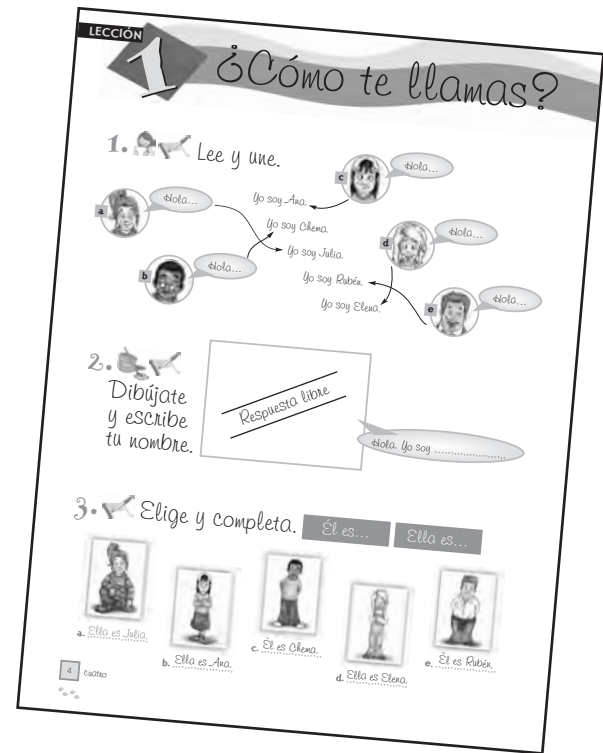 LECCIÓN
1 ¿Cómo te llamas?
1. Lee y une.
c
Hola...
a
Hola...
Yo soy Ana.
Yo soy Chema.
d
Hola...
Yo soy Julia.
b
Hola...
Yo soy Rubén.
Yo soy Elena.
e
Hola...
2.
Dibújate
y escribe
tu nombre.
Respuesta libre
Hola. Yo soy ........................
3. Elige y completa.
Él es...
Ella es...
a. Ella es Julia.
b. Ella es Ana.
c. Él es Chema.
d. Ella es Elena.
e. Él es Rubén.
4 cuatro